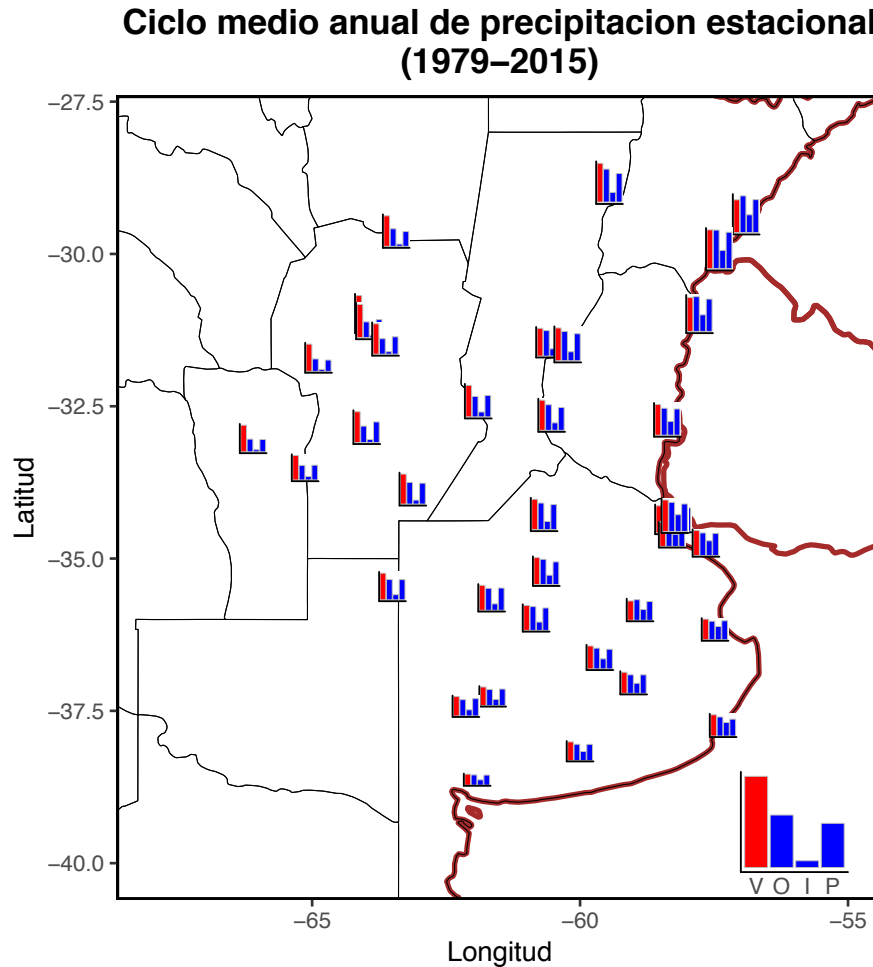 Ciclo medio anual de precipitacion estacional
(1979–2015)
−27.5
−30.0
−32.5
−35.0
−37.5
−40.0
Latitud
V O I P
−65 −60 −55
Longitud